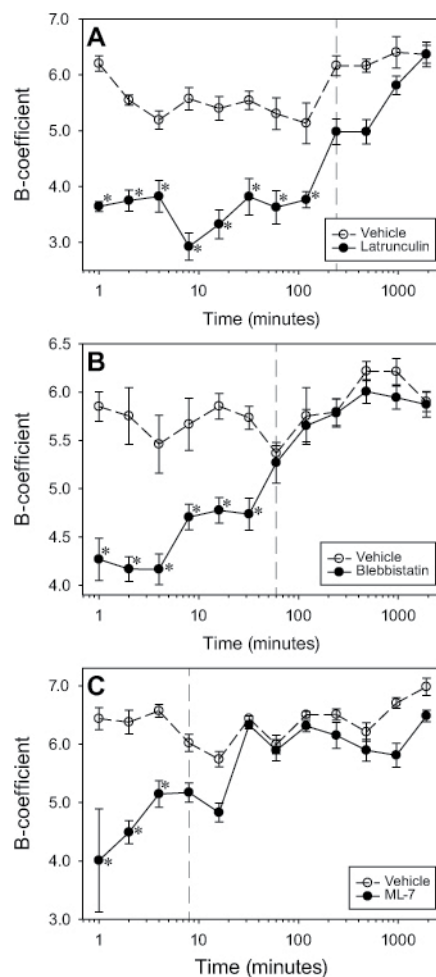 A
7.0
6.0
5.0
4.0
3.0
B-coefficient
* * * * * * * *
Vehicle
Latrunculin
1 10 100 1000
Time (minutes)
B
6.5
6.0
5.5
5.0
4.5
4.0
B-coefficient
* * * * * *
Vehicle
Blebbistatin
1 10 100 1000
Time (minutes)
C
7.0
6.0
5.0
4.0
3.0
B-coefficient
* * *
Vehicle
ML-7
1 10 100 1000
Time (minutes)